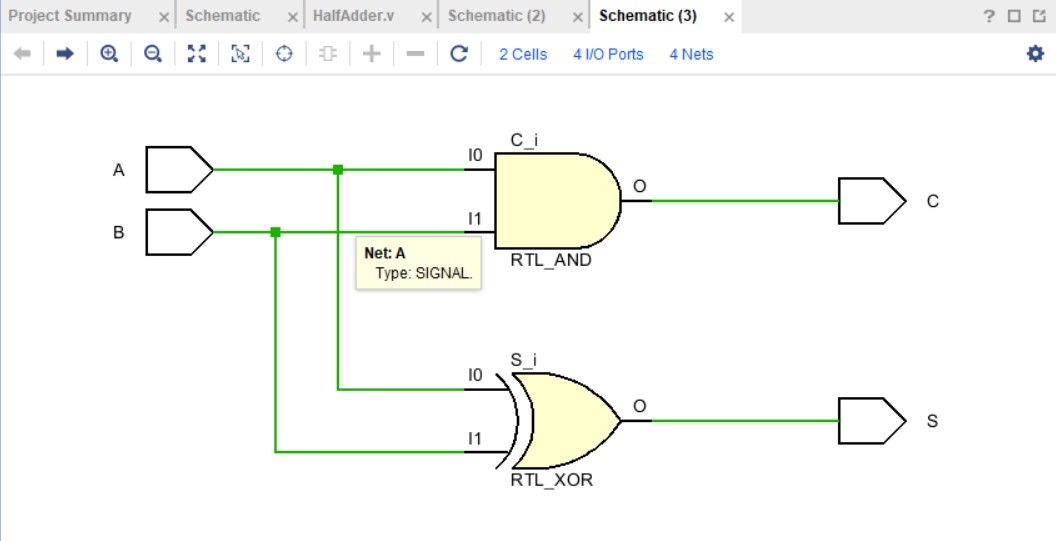 Project Summary Schematic HalfAdder.v Schematic (2) Schematic (3) ?
2 Cells 4 I/O Ports 4 Nets
C_i
I0
A
O
C
I1
B
Net: A
Type: SIGNAL.
RTL_AND
S_i
I0
O
S
I1
RTL_XOR